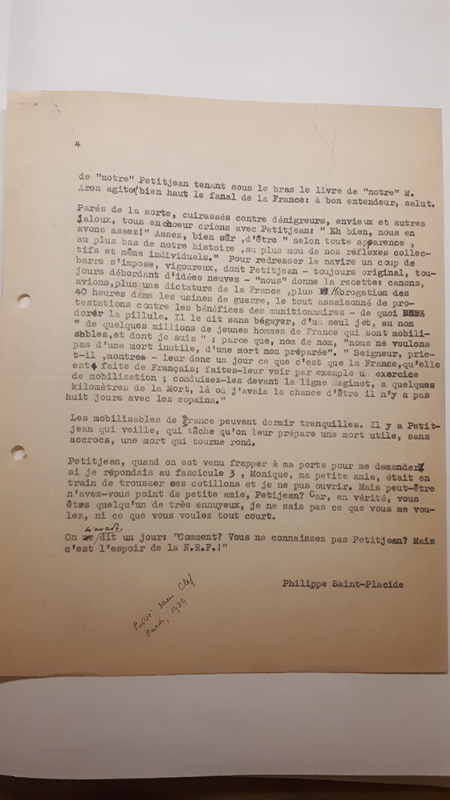 4
de "notre" Petitjean tenant sous le bras le livre de "notre" M.
Aron agite bien haut le fanal de la France: à bon entendeur, salut.
Parés de la sorte, cuirassés contre dénigreurs, envieux et autres
jaloux, tous en choeur crions avec Petitjean: " Eh bien, nous en
avons assez!" Assez, bien sûr ,d'être " selon toute apparence ,
au plus bas de notre histoire ,au plus mou de nos réflexes collec-
tifs et même individuels." Pour redresser le navire un coup de
barre s'impose, vigoureux, dont Petitjean - toujours original, tou-
jours débordant d'idées neuves - "nous" donne la recette: canons,
avions,plus une dictature de la France ,plus l'abrogation des
40 heures dans les usines de guerre, le tout assaisonné de pro-
testations contre les bénéfices des munitionnaires - de quoi
dorer la pillule. Il le dit sans bégayer, d'un seul jet, au nom
" de quelques millions de jeunes hommes de France qui sont mobili-
sables,et dont je suis " ; parce que, nom de nom, "nous ne voulons
pas d'une mort inutile, d'une mort non préparée". " Seigneur, prie-
t-il ,montres - leur donc un jour ce que c'est que la France,qu'elle
est faite de Français; faites-leur voir par exemple un exercice
de mobilisation ; conduisez-les devant la ligne Maginot, a quelques
kilomètres de la Mort, là où j'avais la chance d'être il n'y a pas
huit jours avec les copains."
Les mobilisables de France peuvent dormir tranquilles. Il y a Petit-
jean qui veille, qui tâche qu'on leur prépare une mort utile, sans
accrocs, une mort qui tourne rond.
Petitjean, quand on est venu frapper à ma porte pour me demander
si je répondais au fascicule 3 , Monique, ma petite amie, était en
train de trousser ses cotillons et je ne pus ouvrir. Mais peut-être
n'avez-vous point de petite amie, Petijean? Car, en vérité, vous
êtes quelqu'un de très ennuyeux, je ne sais pas ce que vous me vou-
lez, ni ce que vous voulez tout court.
On m'avait dit un jour: "Comment? Vous ne connaissez pas Petitjean? Mais
c'est l'espoir de la N.R.F.!"
Philippe Saint-Placide
Publié dans Clef
Paris, 1939